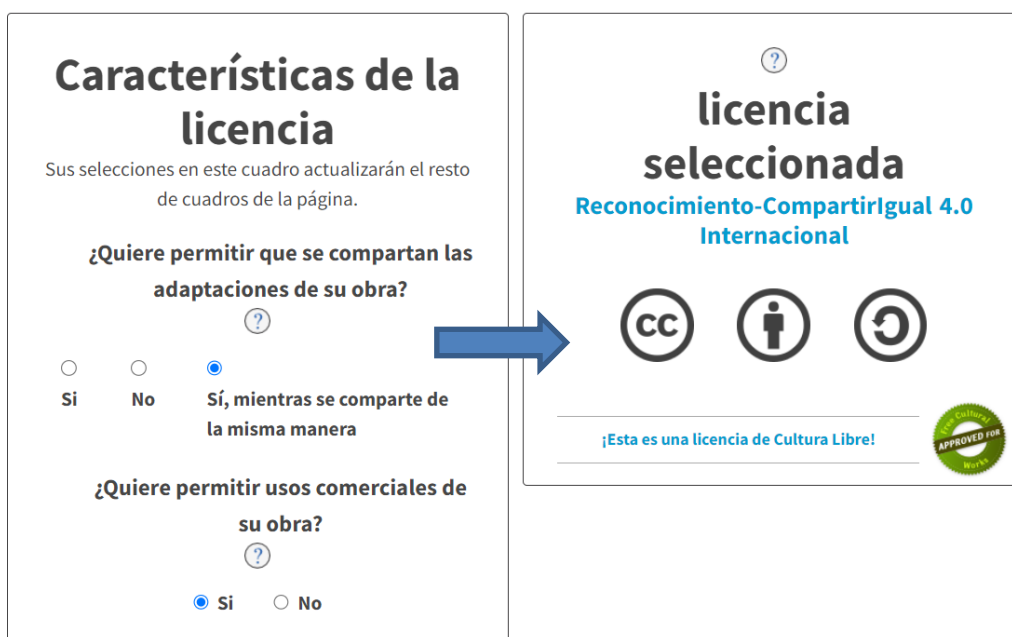 Características de la
licencia
Sus selecciones en este cuadro actualizarán el resto
de cuadros de la página.
¿Quiere permitir que se compartan las
adaptaciones de su obra?
?
Si
No
Sí, mientras se comparte de
la misma manera
¿Quiere permitir usos comerciales de
su obra?
?
Si
No
?
licencia
seleccionada
Reconocimiento-CompartirIgual 4.0
Internacional
cc
¡Esta es una licencia de Cultura Libre!
Free Cultural
APPROVED FOR
Works